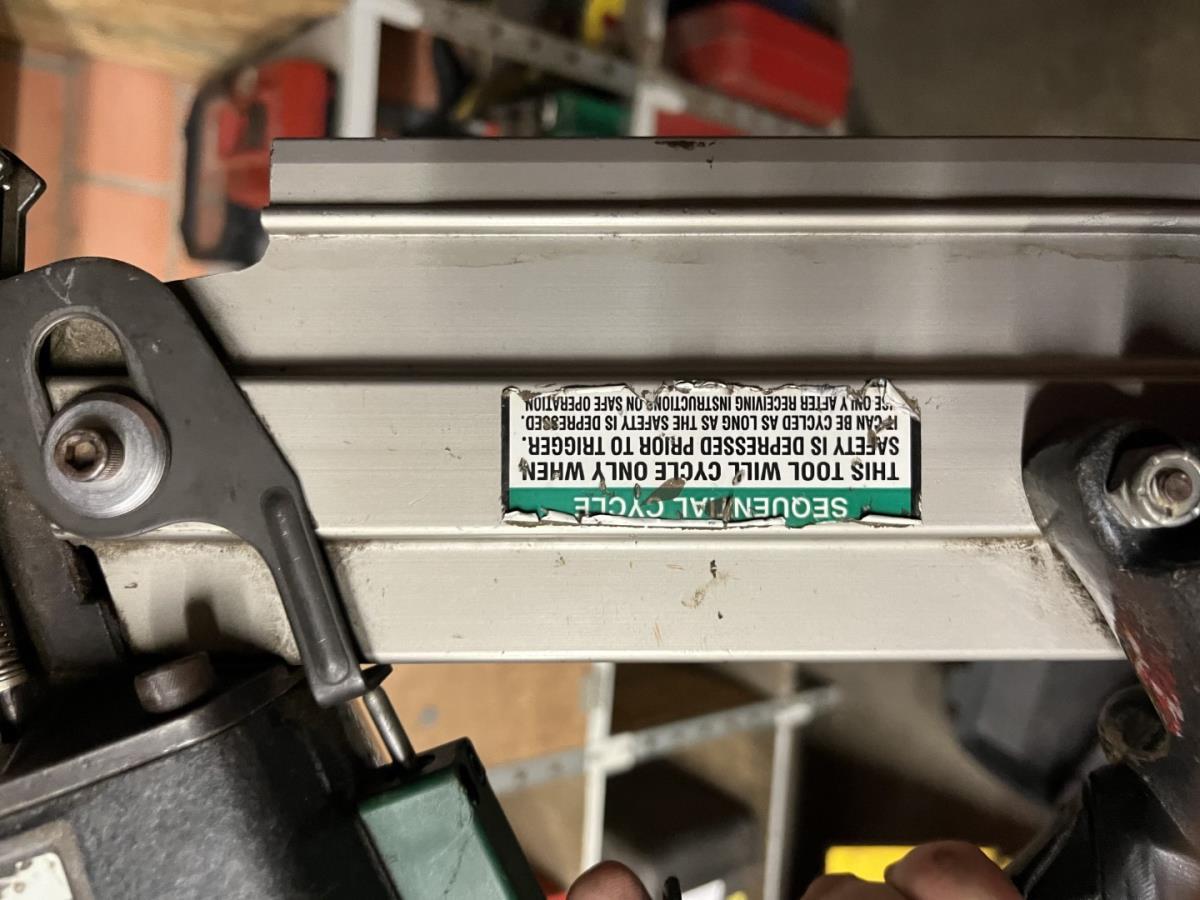 SEQUENTIAL CYCLE
THIS TOOL WILL CYCLE ONLY WHEN
SAFETY IS DEPRESSED PRIOR TO TRIGGER.
IT CAN BE CYCLED AS LONG AS THE SAFETY IS DEPRESSED.
USE ONLY AFTER RECEIVING INSTRUCTIONS ON SAFE OPERATION